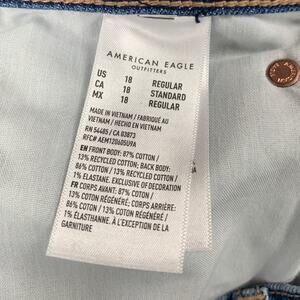 AMERICAN EAGLE
OUTFITTERS
US 18 REGULAR
CA 18 STANDARD
MX 18 REGULAR
MADE IN VIETNAM / FABRIQUÉ AU
VIETNAM / HECHO EN VIETNAM
RN 54485 / CA 03873
RFC# AEM120605U9A
EN FRONT BODY: 87% COTTON /
13% RECYCLED COTTON; BACK BODY:
86% COTTON / 13% RECYCLED COTTON /
1% ELASTANE. EXCLUSIVE OF DECORATION
FR CORPS AVANT: 87% COTON /
13% COTON RÉGÉNÉRÉ; CORPS ARRIÈRE:
86% COTON / 13% COTON RÉGÉNÉRÉ /
1% ÉLASTHANNE. À L'EXCEPTION DE LA
GARNITURE